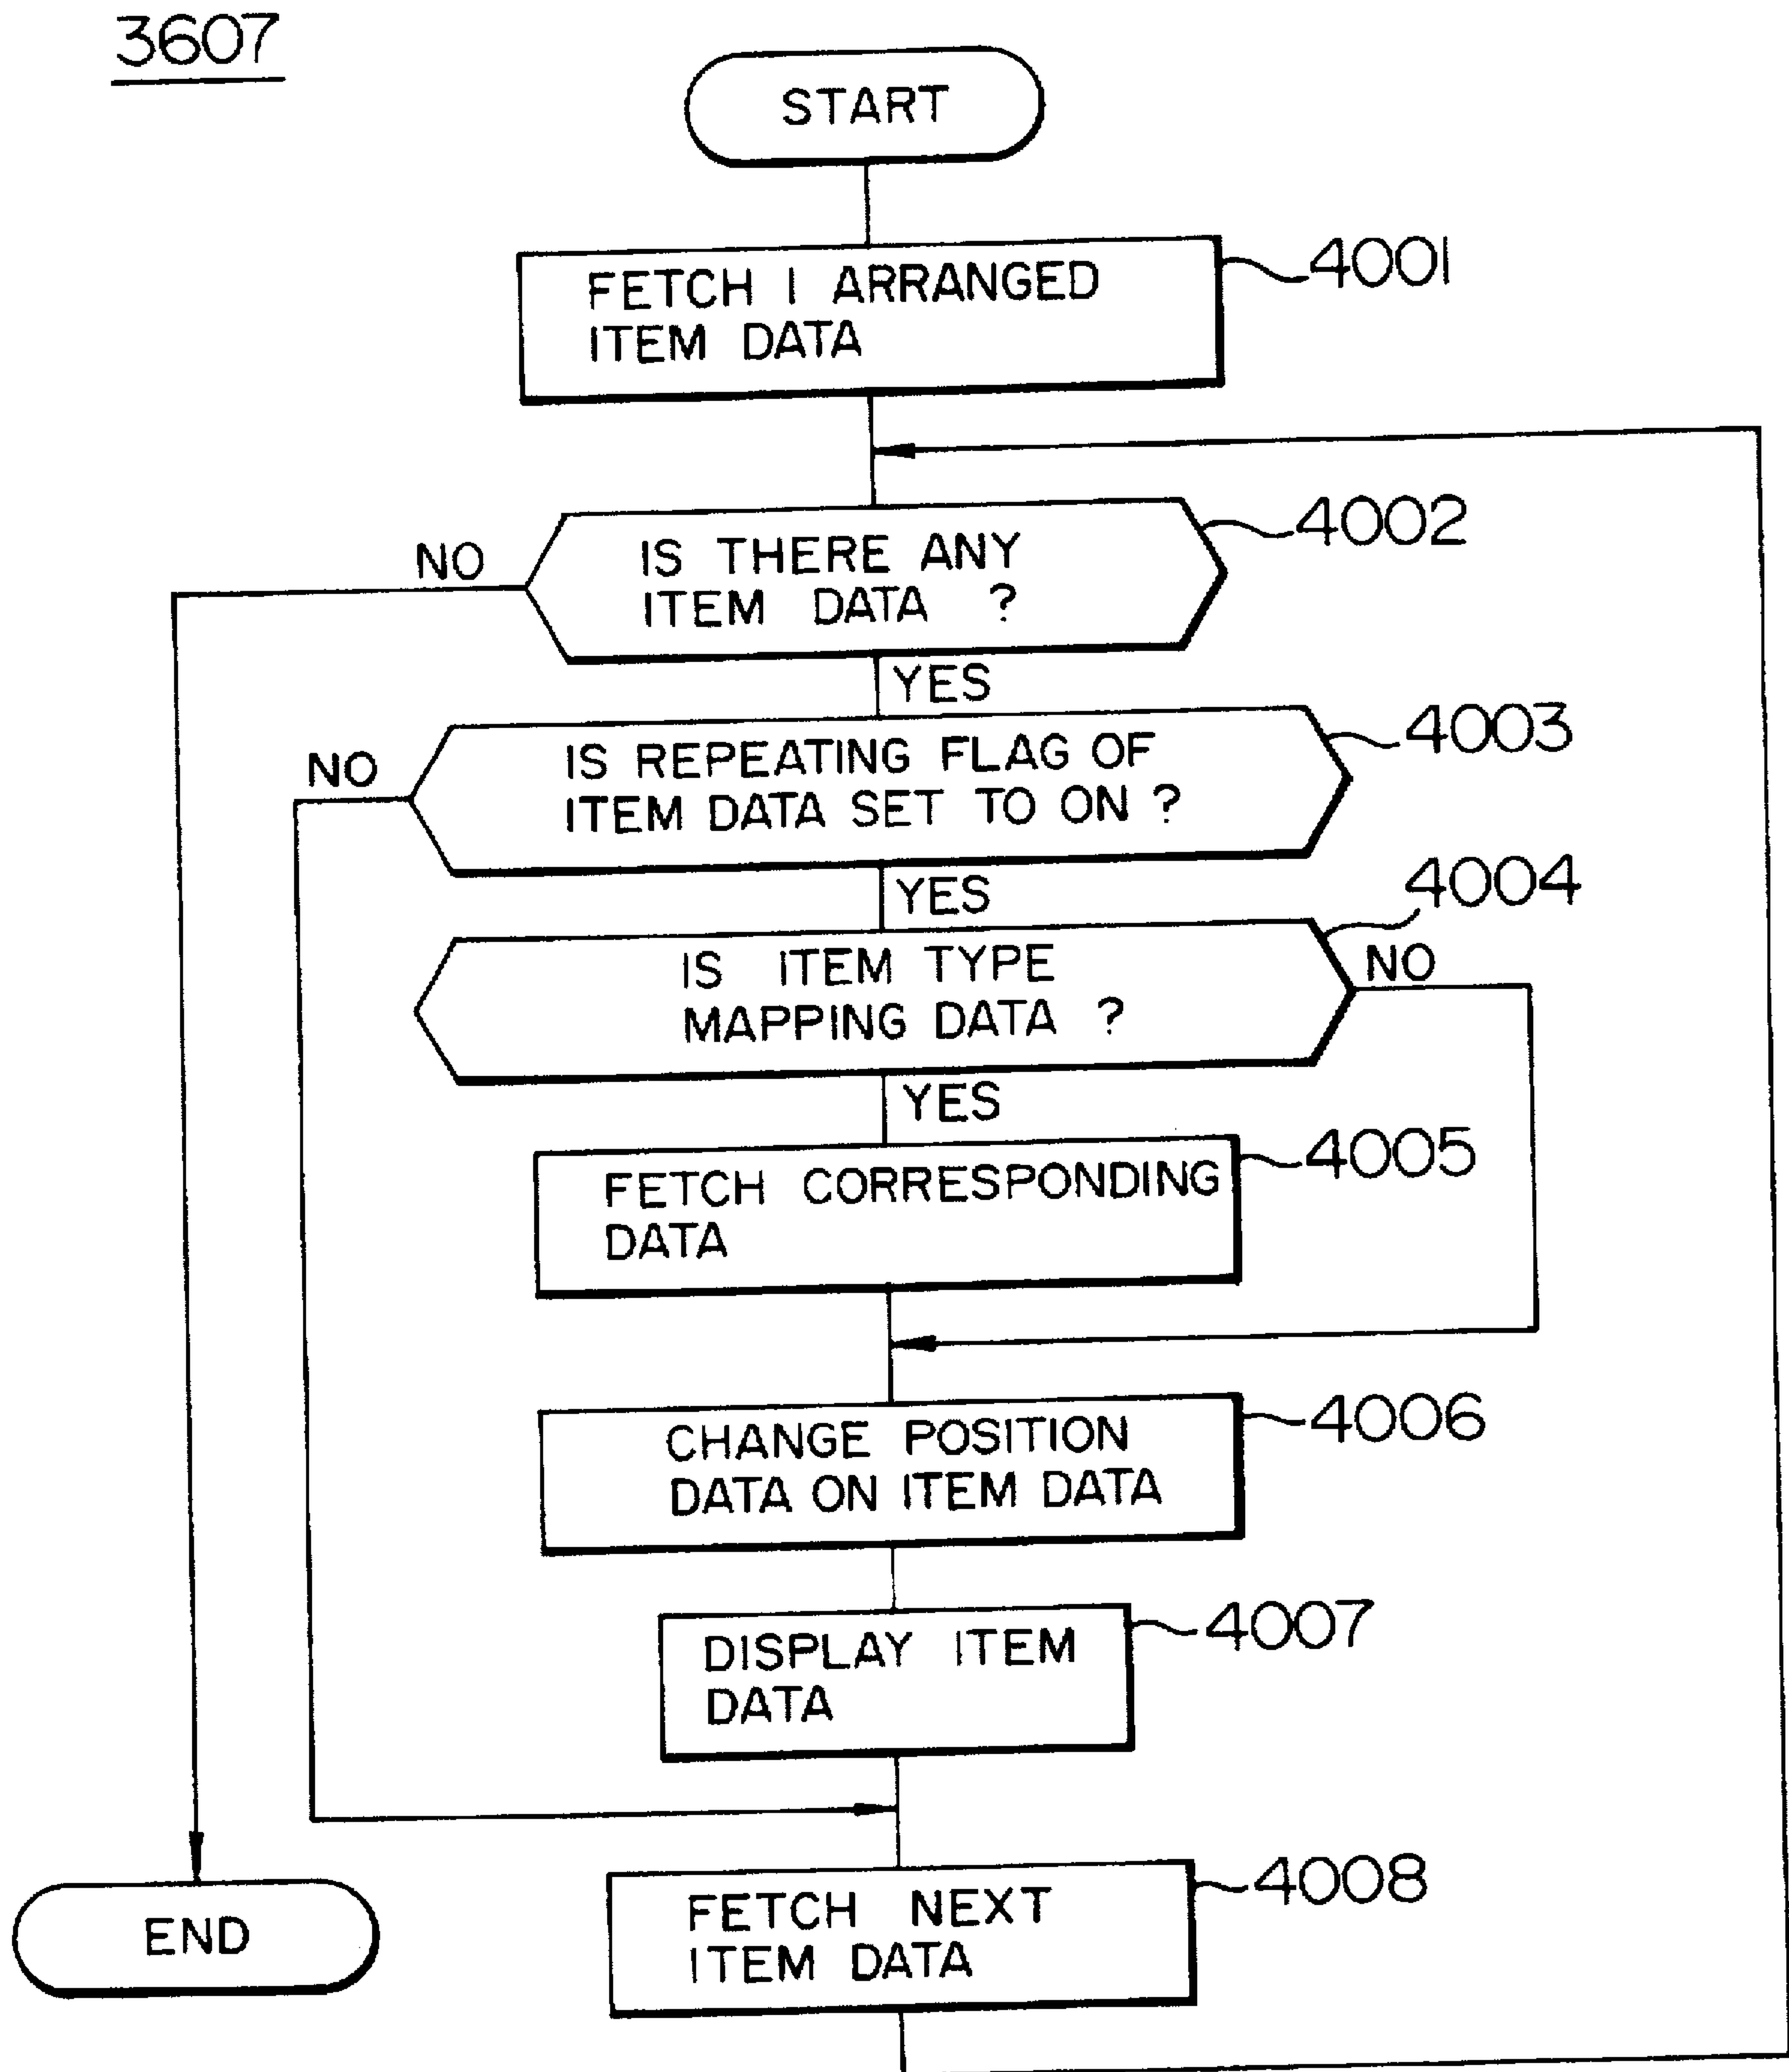 3607
START
FETCH 1 ARRANGED
ITEM DATA
4001
IS THERE ANY
ITEM DATA ?
4002
NO
YES
IS REPEATING FLAG OF
ITEM DATA SET TO ON ?
4003
NO
YES
IS ITEM TYPE
MAPPING DATA ?
4004
NO
YES
FETCH CORRESPONDING
DATA
4005
CHANGE POSITION
DATA ON ITEM DATA
4006
DISPLAY ITEM
DATA
4007
FETCH NEXT
ITEM DATA
4008
END